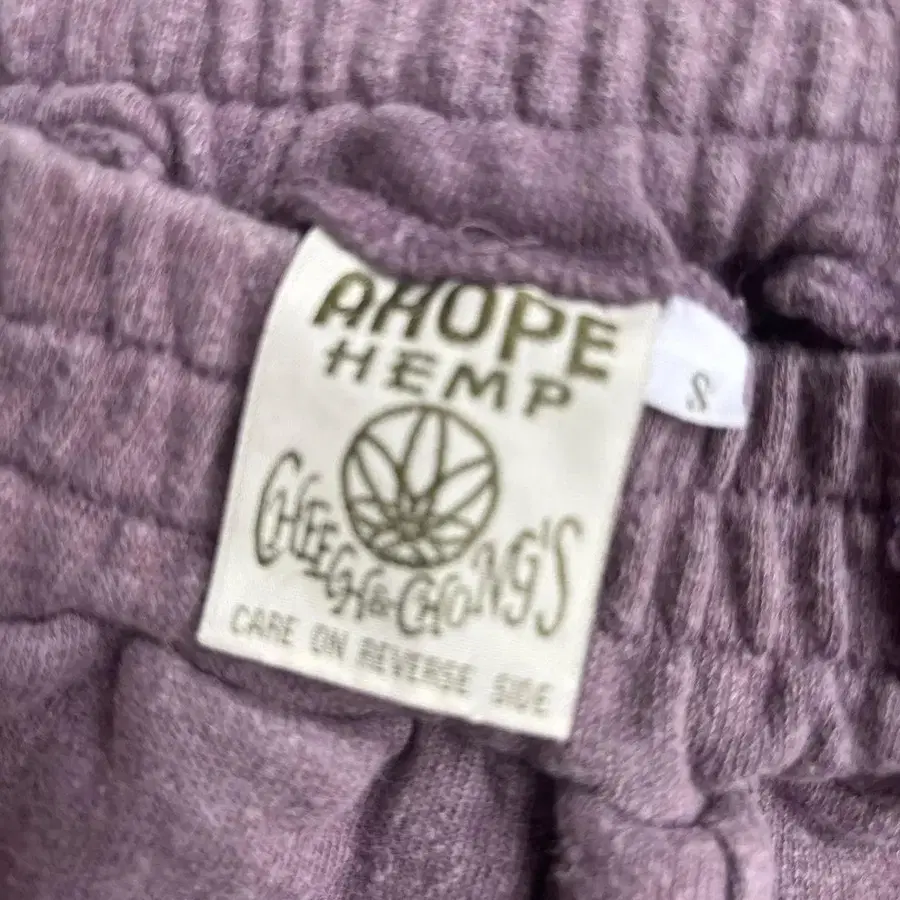 AHOPE
HEMP
CHEECH & CHONG'S
CARE ON REVERSE SIDE
S